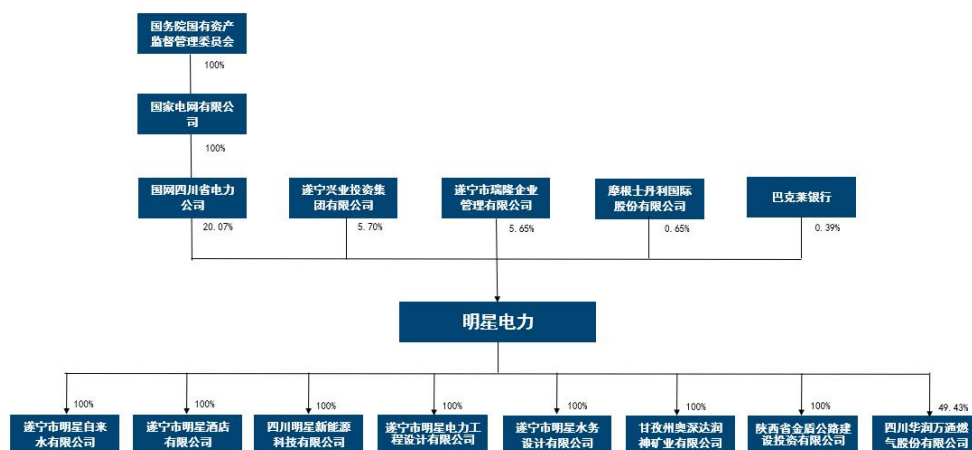 国务院国有资产
监督管理委员会
100%
国家电网有限公
司
100%
国网四川省电力
公司
遂宁兴业投资集
团有限公司
遂宁市瑞隆企业
管理有限公司
摩根士丹利国际
股份有限公司
巴克莱银行
20.07%
5.70%
5.65%
0.65%
0.39%
明星电力
100%
100%
100%
100%
100%
100%
100%
49.43%
遂宁市明星自来
水有限公司
遂宁市明星酒店
有限公司
四川明星新能源
科技有限公司
遂宁市明星电力工
程设计有限公司
遂宁市明星水务
设计有限公司
甘孜州奥深达润
神矿业有限公司
陕西省金盾公路建
设投资有限公司
四川华润万通燃
气股份有限公司